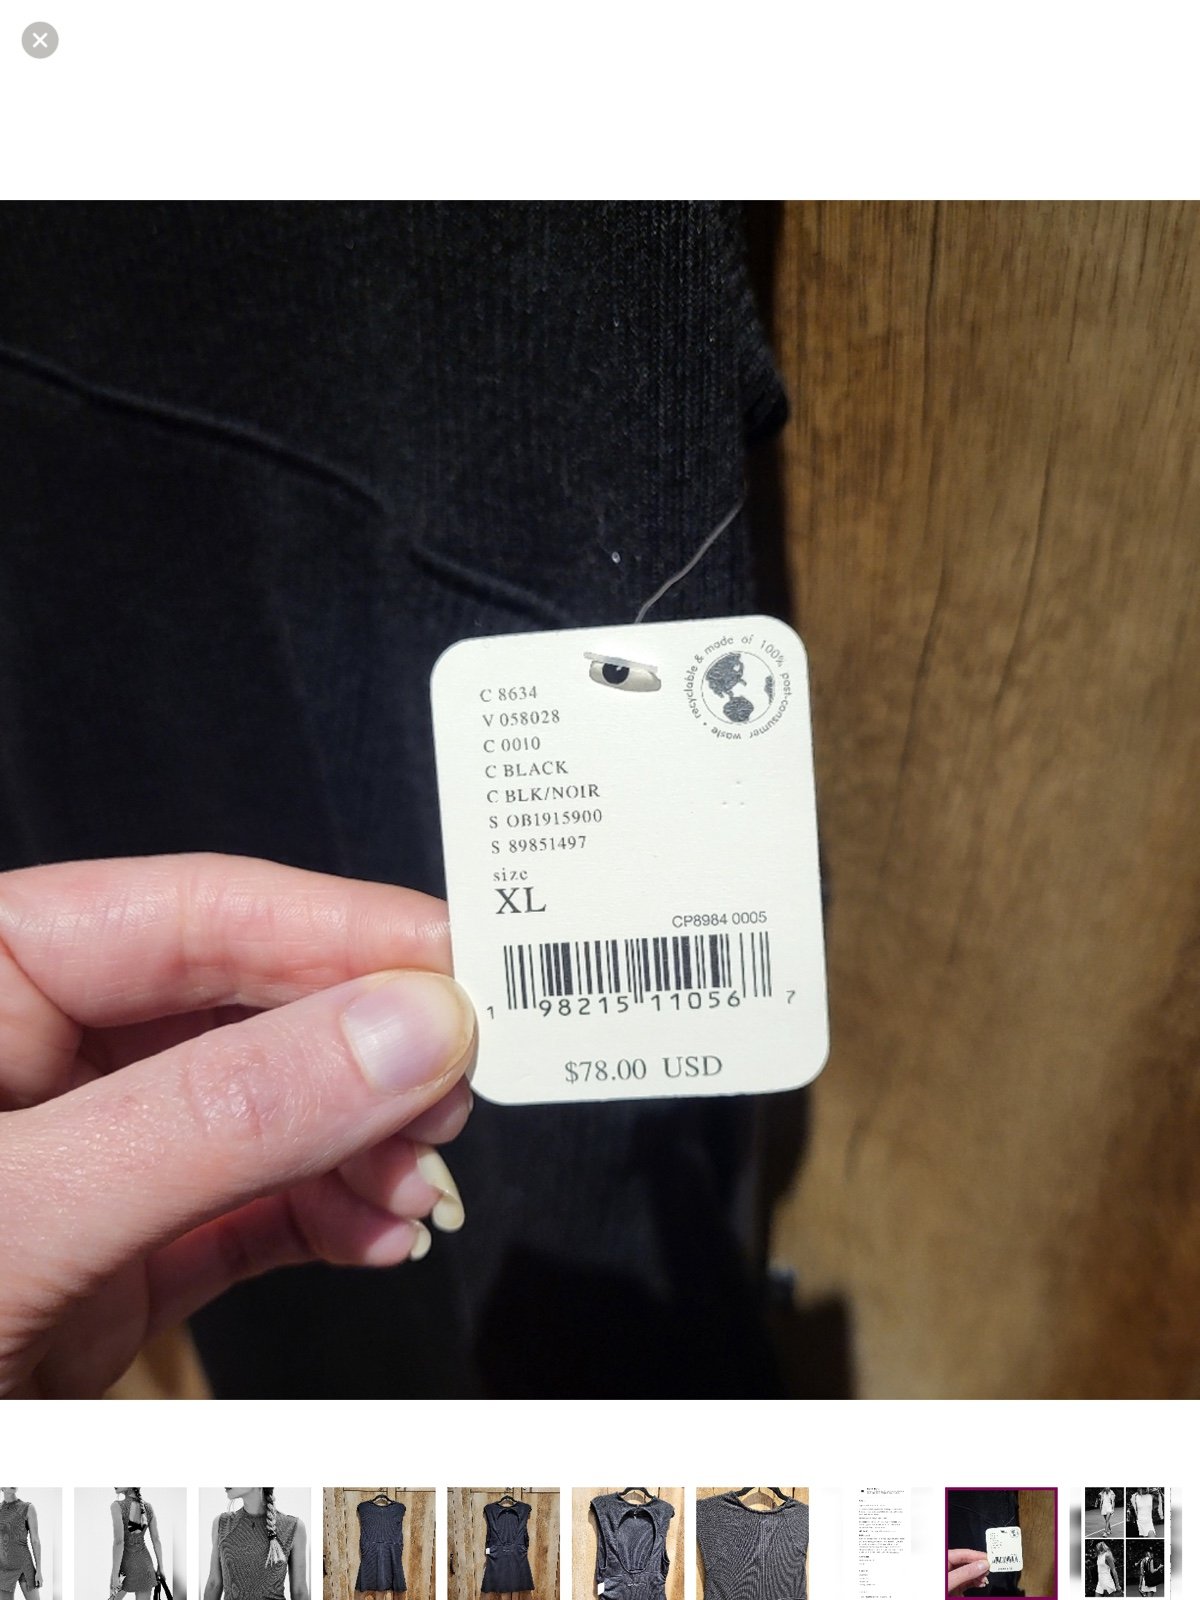 recyclable & made of 100% post-consumer waste •
C 8634
V 058028
C 0010
C BLACK
C BLK/NOIR
S OB1915900
S 89851497
size
XL
CP8984 0005
1 98215 11056 7
$78.00 USD